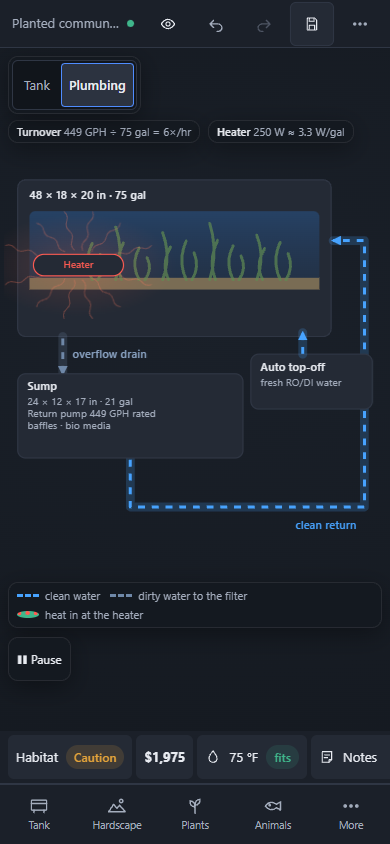 Planted commun...
Tank
Plumbing
Turnover 449 GPH ÷ 75 gal = 6×/hr
Heater 250 W ≈ 3.3 W/gal
48 × 18 × 20 in · 75 gal
Heater
overflow drain
Auto top-off
fresh RO/DI water
Sump
24 × 12 × 17 in · 21 gal
Return pump 449 GPH rated
baffles · bio media
clean return
clean water
dirty water to the filter
heat in at the heater
Pause
Habitat
Caution
$1,975
75 °F
fits
Notes
Tank
Hardscape
Plants
Animals
More